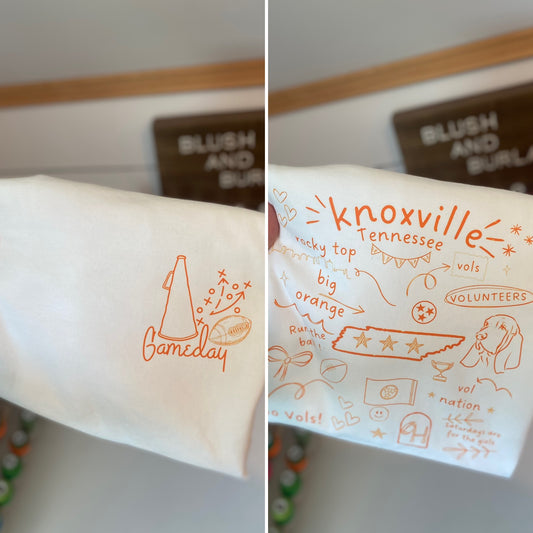 BLUSH
AND
BURL
Gameday
BLUSH
AND
BURLA
knoxville
Tennessee
rocky top
vols
big
orange
VOLUNTEERS
Run the
ball
vol
nation
Go Vols!
Saturdays are
for the girls